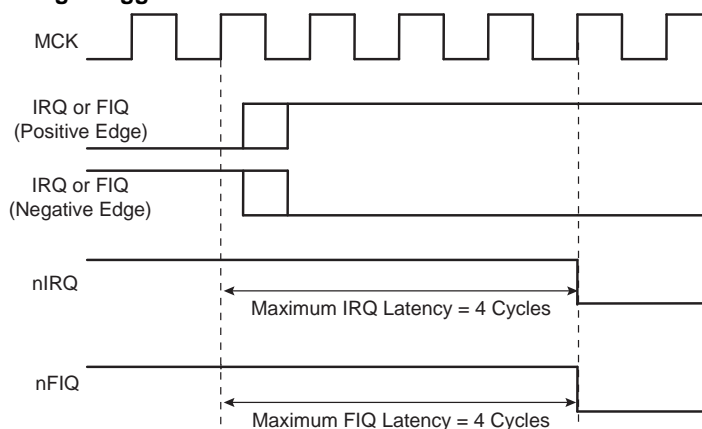 MCK
IRQ or FIQ
(Positive Edge)
IRQ or FIQ
(Negative Edge)
nIRQ
Maximum IRQ Latency = 4 Cycles
nFIQ
Maximum FIQ Latency = 4 Cycles